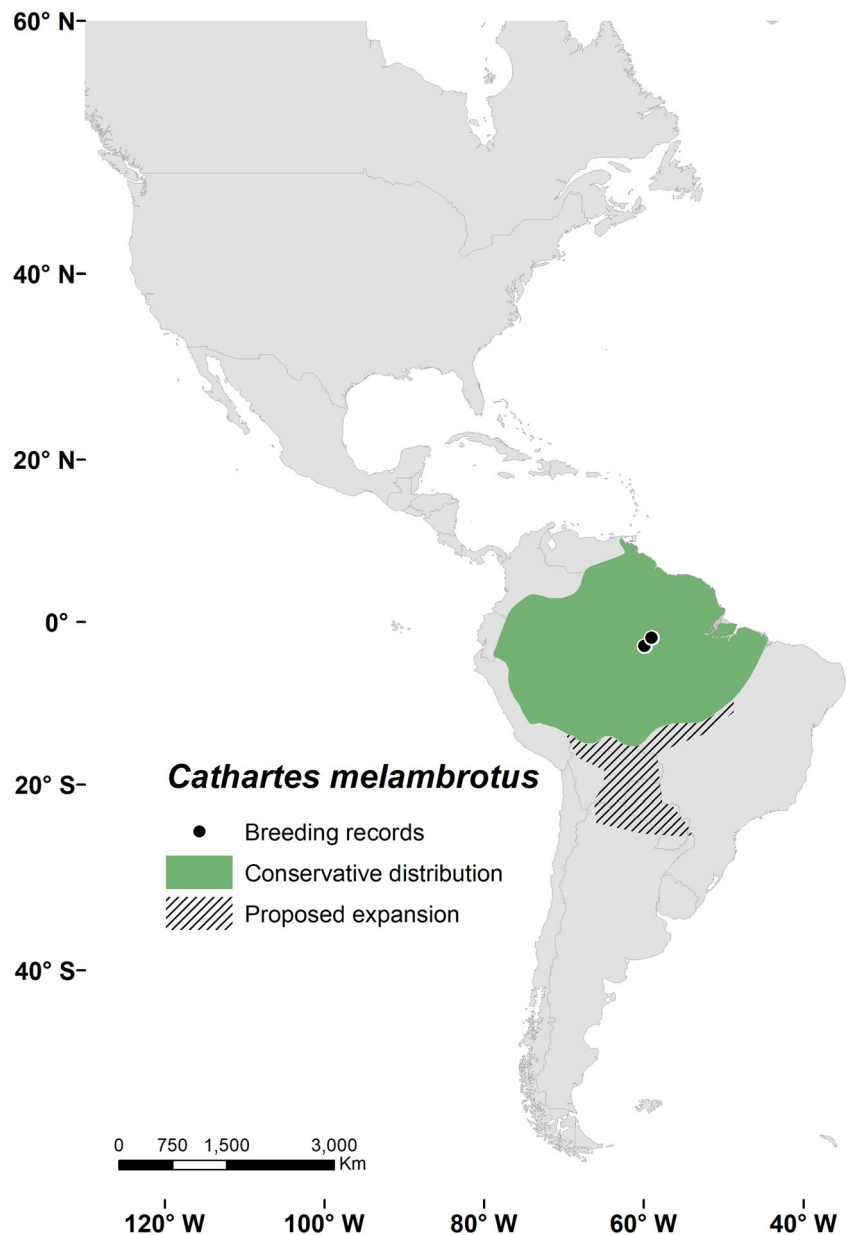 60° N
40° N
20° N
0°
Cathartes melambrotus
20° S
Breeding records
Conservative distribution
Proposed expansion
40° S
0 750 1,500 3,000
Km
120° W 100° W 80° W 60° W 40° W